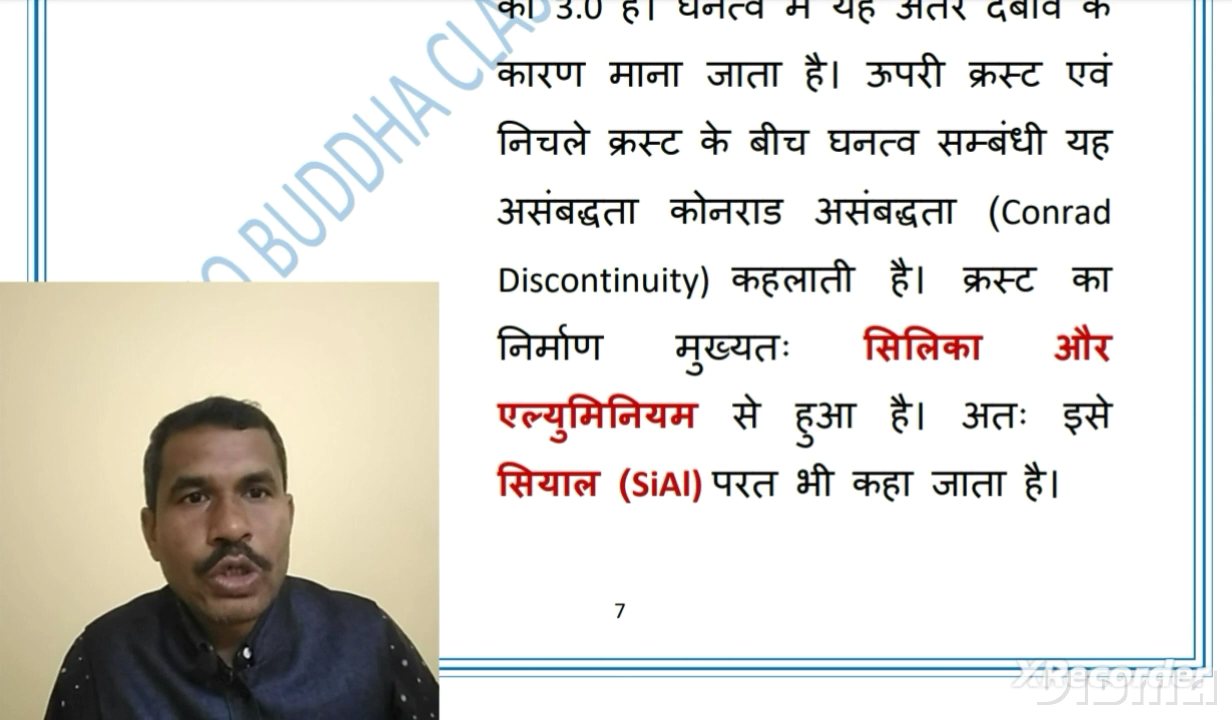 का 3.0 है। घनत्व में यह अंतर दबाव के
कारण माना जाता है। ऊपरी क्रस्ट एवं
निचले क्रस्ट के बीच घनत्व सम्बंधी यह
असंबद्धता कोनराड असंबद्धता (Conrad
Discontinuity) कहलाती है। क्रस्ट का
निर्माण मुख्यतः सिलिका और
एल्युमिनियम से हुआ है। अतः इसे
सियाल (SiAl) परत भी कहा जाता है।
7
BUDDHA
XRecorder